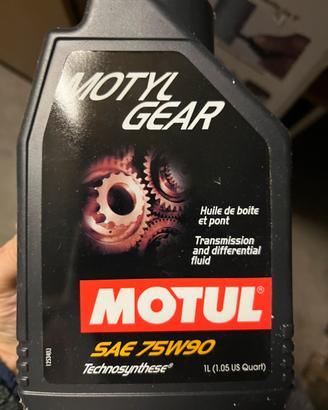 MOTYL
GEAR
Huile de boite
et pont
Transmission
and differential
fluid
MOTUL®
SAE 75W90
Technosynthese®
1L (1.05 US Quart)